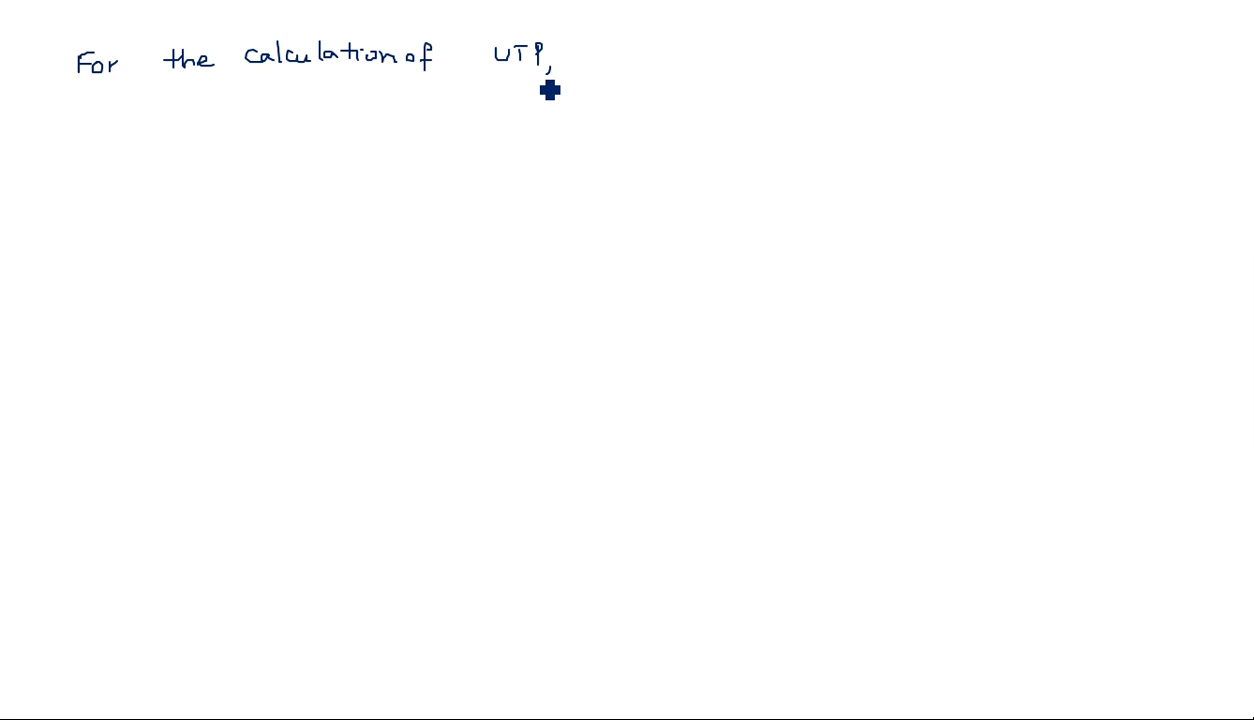 For the calculation of UTP,